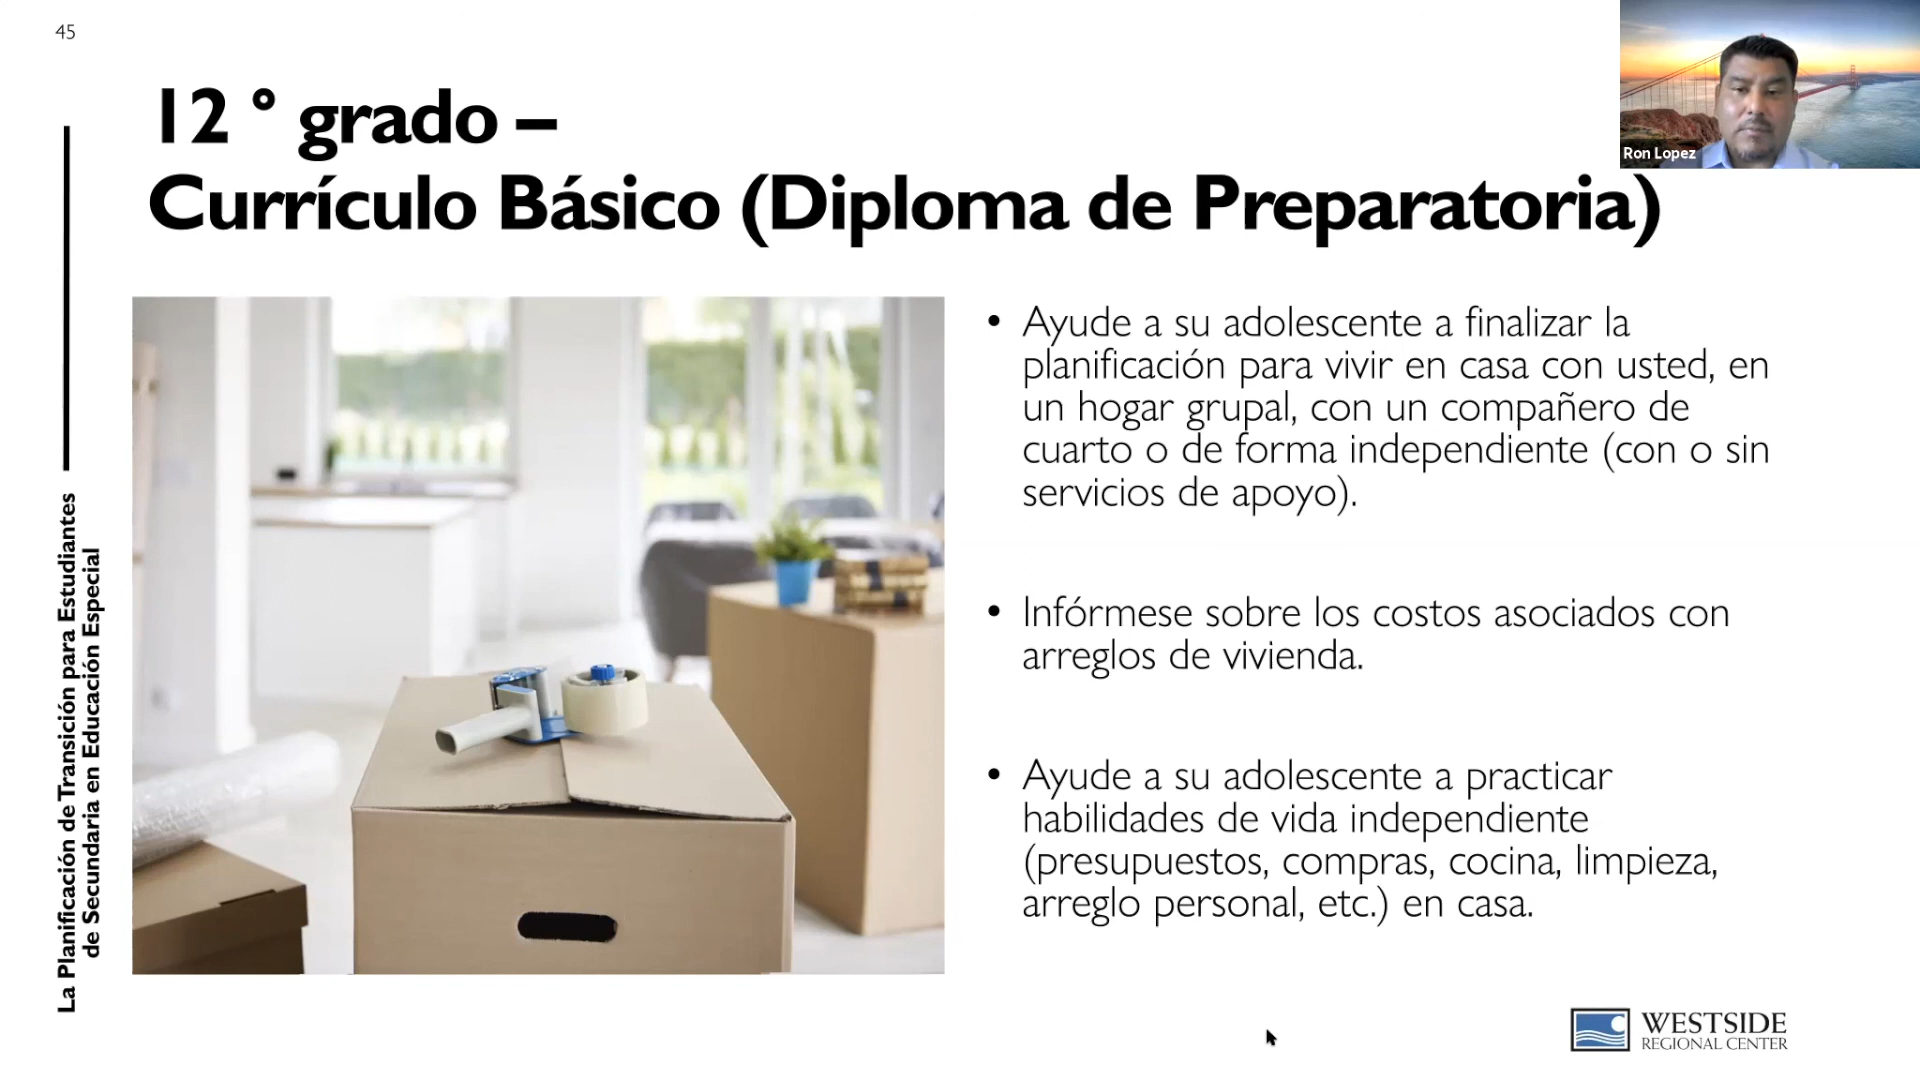 45
Ron Lopez
12 ° grado –
Currículo Básico (Diploma de Preparatoria)
La Planificación de Transición para Estudiantes
de Secundaria en Educación Especial
• Ayude a su adolescente a finalizar la
planificación para vivir en casa con usted, en
un hogar grupal, con un compañero de
cuarto o de forma independiente (con o sin
servicios de apoyo).
• Infórmese sobre los costos asociados con
arreglos de vivienda.
• Ayude a su adolescente a practicar
habilidades de vida independiente
(presupuestos, compras, cocina, limpieza,
arreglo personal, etc.) en casa.
WESTSIDE
REGIONAL CENTER